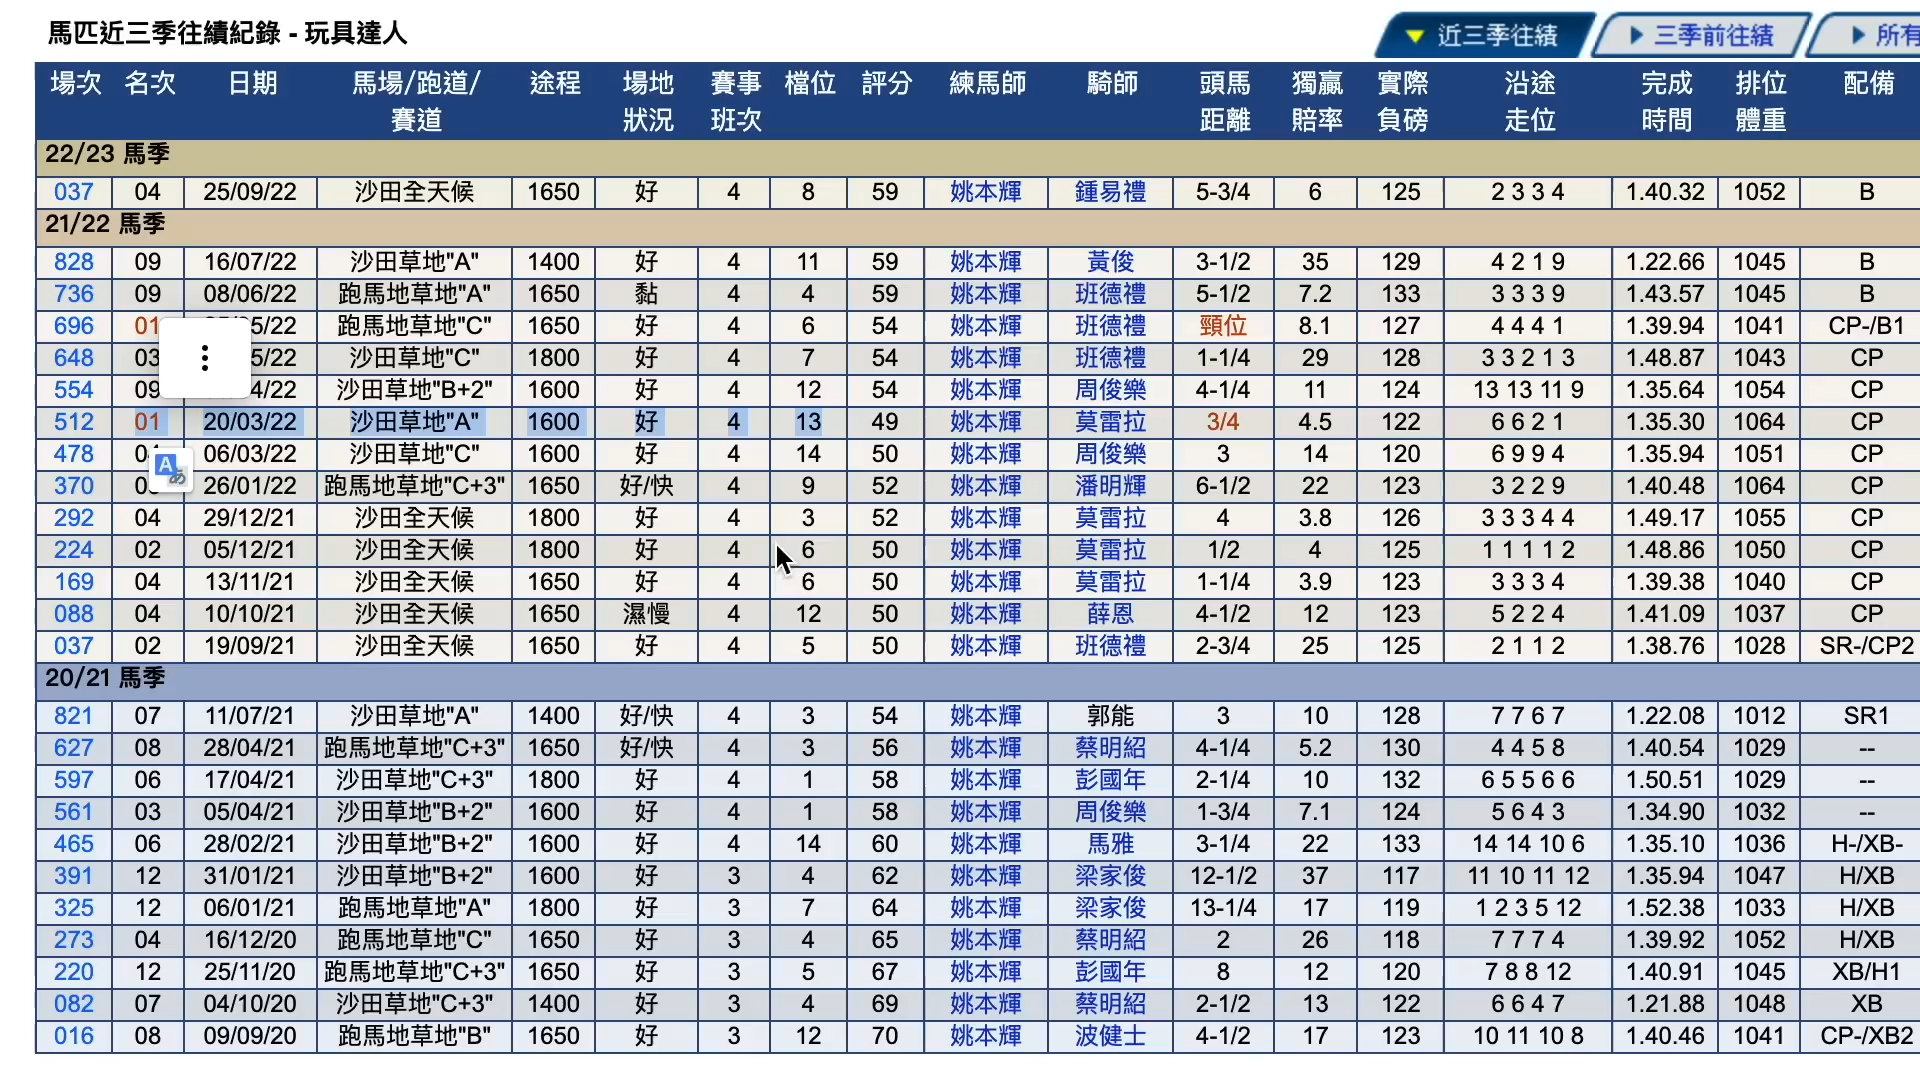 馬匹近三季往績紀錄 - 玩具達人
近三季往績 三季前往績 所有
場次 名次 日期 馬場/跑道/賽道 途程 場地狀況 賽事班次 檔位 評分 練馬師 騎師 頭馬距離 獨贏賠率 實際負磅 沿途走位 完成時間 排位體重 配備
22/23 馬季
037 04 25/09/22 沙田全天候 1650 好 4 8 59 姚本輝 鍾易禮 5-3/4 6 125 2 3 3 4 1.40.32 1052 B
21/22 馬季
828 09 16/07/22 沙田草地"A" 1400 好 4 11 59 姚本輝 黃俊 3-1/2 35 129 4 2 1 9 1.22.66 1045 B
736 09 08/06/22 跑馬地草地"A" 1650 黏 4 4 59 姚本輝 班德禮 5-1/2 7.2 133 3 3 3 9 1.43.57 1045 B
696 01 5/22 跑馬地草地"C" 1650 好 4 6 54 姚本輝 班德禮 頸位 8.1 127 4 4 4 1 1.39.94 1041 CP-/B1
648 03 5/22 沙田草地"C" 1800 好 4 7 54 姚本輝 班德禮 1-1/4 29 128 3 3 2 1 3 1.48.87 1043 CP
554 09 4/22 沙田草地"B+2" 1600 好 4 12 54 姚本輝 周俊樂 4-1/4 11 124 13 13 11 9 1.35.64 1054 CP
512 01 20/03/22 沙田草地"A" 1600 好 4 13 49 姚本輝 莫雷拉 3/4 4.5 122 6 6 2 1 1.35.30 1064 CP
478 06/03/22 沙田草地"C" 1600 好 4 14 50 姚本輝 周俊樂 3 14 120 6 9 9 4 1.35.94 1051 CP
370 26/01/22 跑馬地草地"C+3" 1650 好/快 4 9 52 姚本輝 潘明輝 6-1/2 22 123 3 2 2 9 1.40.48 1064 CP
292 04 29/12/21 沙田全天候 1800 好 4 3 52 姚本輝 莫雷拉 4 3.8 126 3 3 3 4 4 1.49.17 1055 CP
224 02 05/12/21 沙田全天候 1800 好 4 6 50 姚本輝 莫雷拉 1/2 4 125 1 1 1 1 2 1.48.86 1050 CP
169 04 13/11/21 沙田全天候 1650 好 4 6 50 姚本輝 莫雷拉 1-1/4 3.9 123 3 3 3 4 1.39.38 1040 CP
088 04 10/10/21 沙田全天候 1650 濕慢 4 12 50 姚本輝 薛恩 4-1/2 12 123 5 2 2 4 1.41.09 1037 CP
037 02 19/09/21 沙田全天候 1650 好 4 5 50 姚本輝 班德禮 2-3/4 25 125 2 1 1 2 1.38.76 1028 SR-/CP2
20/21 馬季
821 07 11/07/21 沙田草地"A" 1400 好/快 4 3 54 姚本輝 郭能 3 10 128 7 7 6 7 1.22.08 1012 SR1
627 08 28/04/21 跑馬地草地"C+3" 1650 好/快 4 3 56 姚本輝 蔡明紹 4-1/4 5.2 130 4 4 5 8 1.40.54 1029 --
597 06 17/04/21 沙田草地"C+3" 1800 好 4 1 58 姚本輝 彭國年 2-1/4 10 132 6 5 5 6 6 1.50.51 1029 --
561 03 05/04/21 沙田草地"B+2" 1600 好 4 1 58 姚本輝 周俊樂 1-3/4 7.1 124 5 6 4 3 1.34.90 1032 --
465 06 28/02/21 沙田草地"B+2" 1600 好 4 14 60 姚本輝 馬雅 3-1/4 22 133 14 14 10 6 1.35.10 1036 H-/XB-
391 12 31/01/21 沙田草地"B+2" 1600 好 3 4 62 姚本輝 梁家俊 12-1/2 37 117 11 10 11 12 1.35.94 1047 H/XB
325 12 06/01/21 跑馬地草地"A" 1800 好 3 7 64 姚本輝 梁家俊 13-1/4 17 119 1 2 3 5 12 1.52.38 1033 H/XB
273 04 16/12/20 跑馬地草地"C" 1650 好 3 4 65 姚本輝 蔡明紹 2 26 118 7 7 7 4 1.39.92 1052 H/XB
220 12 25/11/20 跑馬地草地"C+3" 1650 好 3 5 67 姚本輝 彭國年 8 12 120 7 8 8 12 1.40.91 1045 XB/H1
082 07 04/10/20 沙田草地"C+3" 1400 好 3 4 69 姚本輝 蔡明紹 2-1/2 13 122 6 6 4 7 1.21.88 1048 XB
016 08 09/09/20 跑馬地草地"B" 1650 好 3 12 70 姚本輝 波健士 4-1/2 17 123 10 11 10 8 1.40.46 1041 CP-/XB2